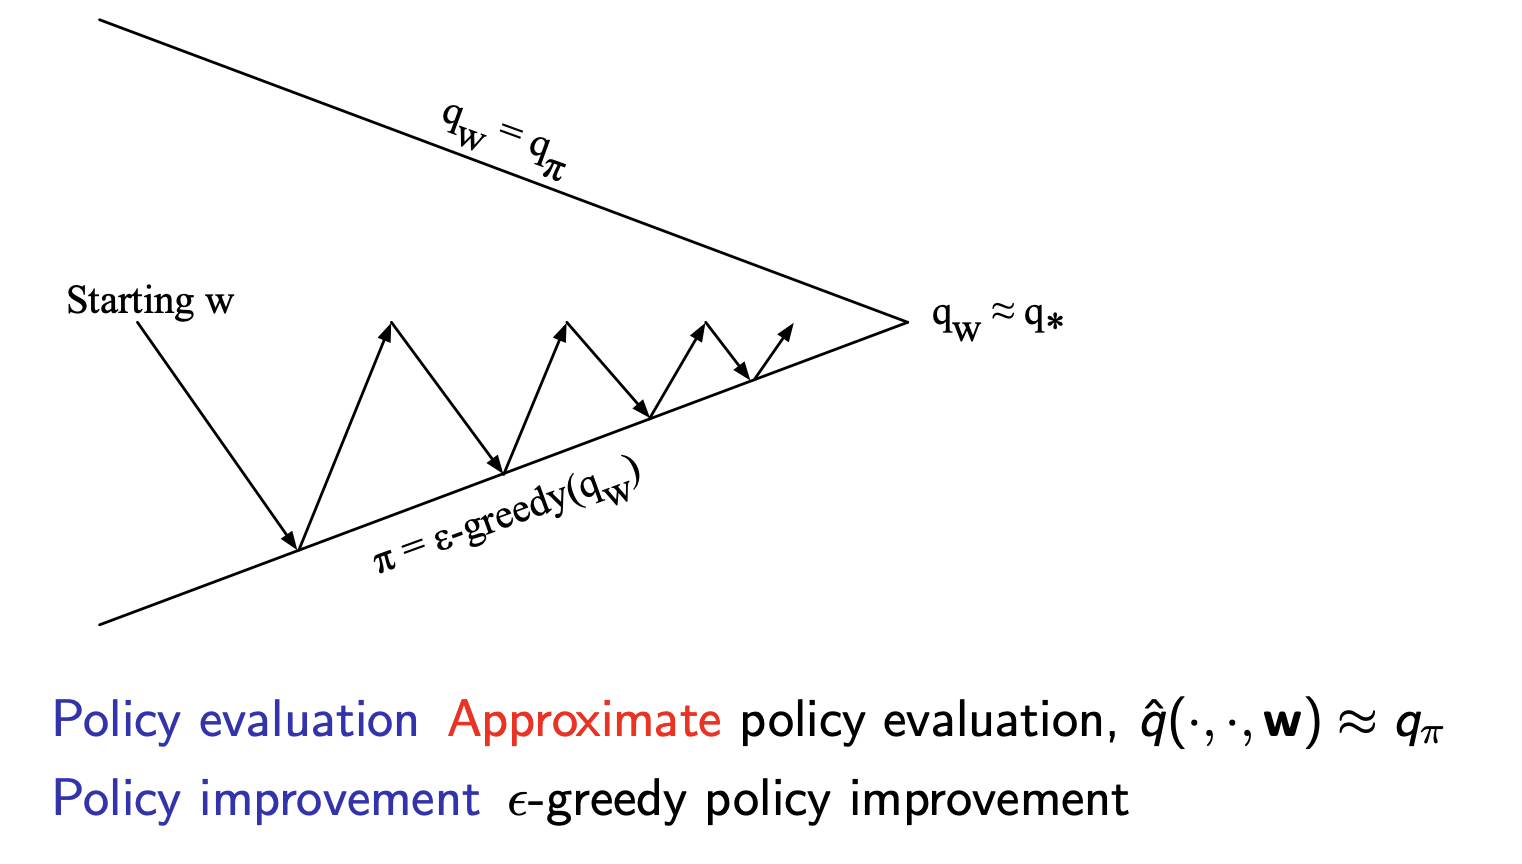 q_w = q_π
Starting w
q_w ≈ q_*
π = ε-greedy(q_w)
Policy evaluation Approximate policy evaluation, q̂(·, ·, w) ≈ q_π
Policy improvement ϵ-greedy policy improvement